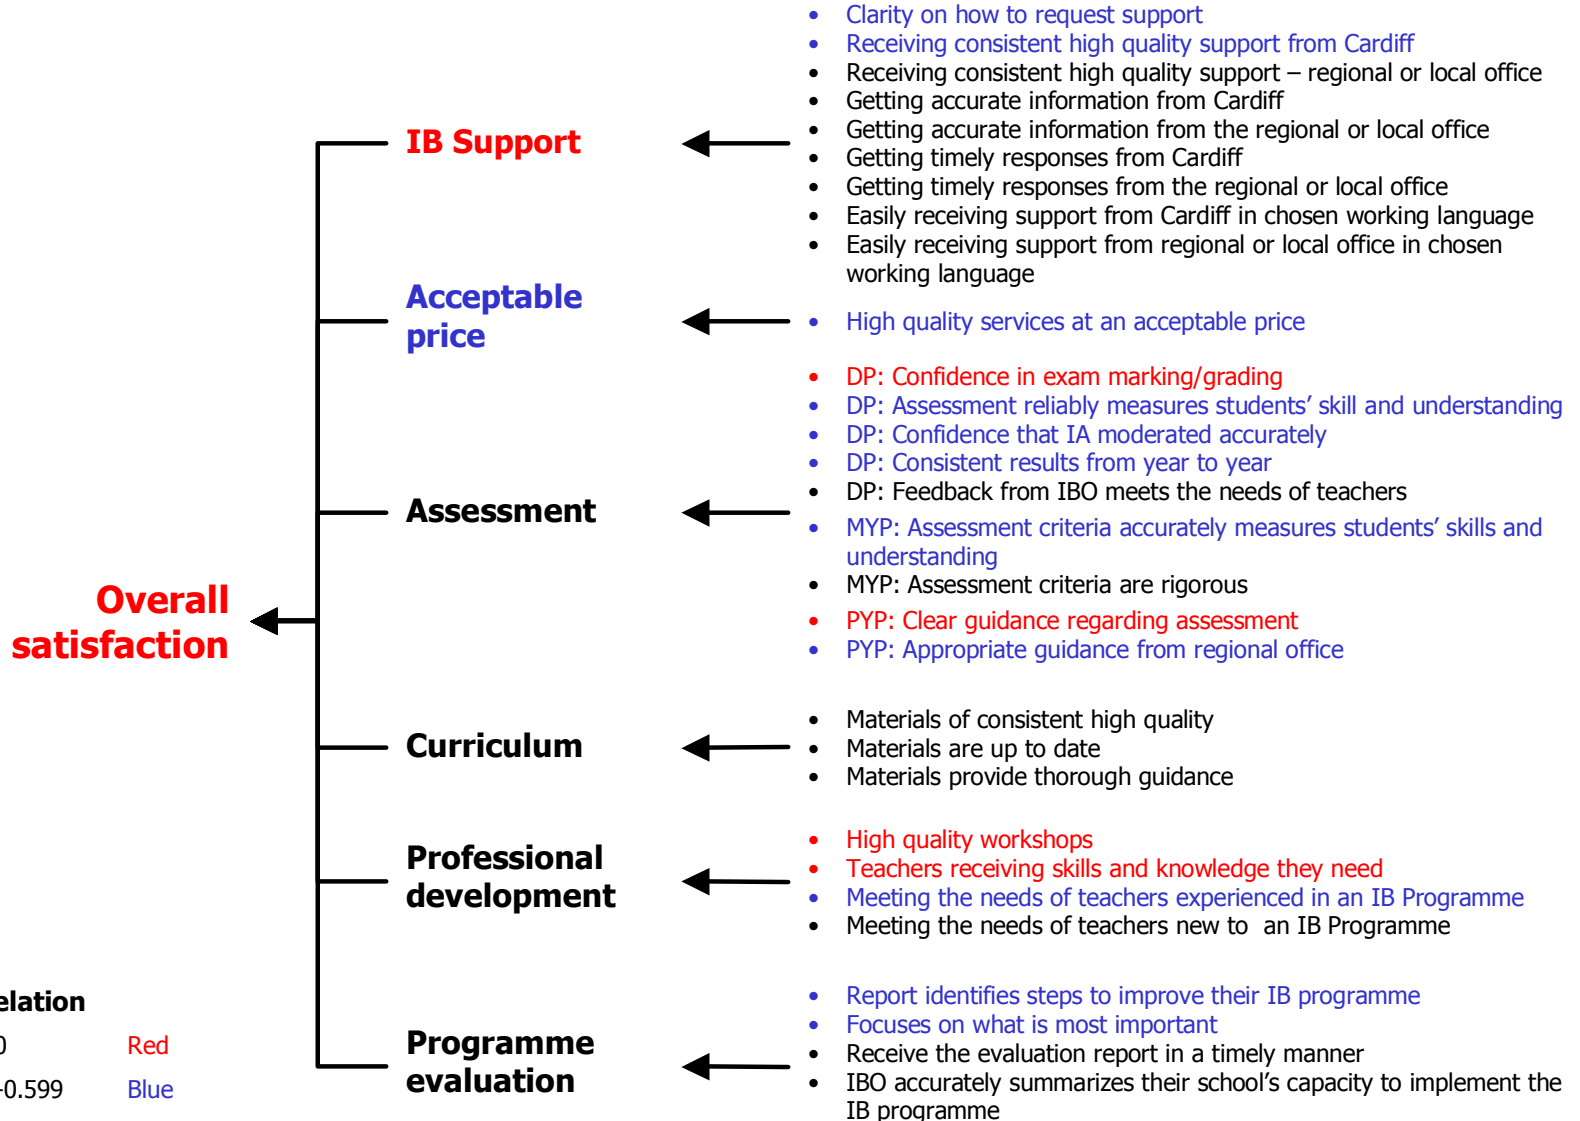 • Clarity on how to request support
• Receiving consistent high quality support from Cardiff
• Receiving consistent high quality support – regional or local office
• Getting accurate information from Cardiff
• Getting accurate information from the regional or local office
• Getting timely responses from Cardiff
• Getting timely responses from the regional or local office
• Easily receiving support from Cardiff in chosen working language
• Easily receiving support from regional or local office in chosen
working language
IB Support
Acceptable
price
• High quality services at an acceptable price
• DP: Confidence in exam marking/grading
• DP: Assessment reliably measures students’ skill and understanding
• DP: Confidence that IA moderated accurately
• DP: Consistent results from year to year
• DP: Feedback from IBO meets the needs of teachers
• MYP: Assessment criteria accurately measures students’ skills and
understanding
• MYP: Assessment criteria are rigorous
• PYP: Clear guidance regarding assessment
• PYP: Appropriate guidance from regional office
Assessment
Overall
satisfaction
Curriculum
• Materials of consistent high quality
• Materials are up to date
• Materials provide thorough guidance
Professional
development
• High quality workshops
• Teachers receiving skills and knowledge they need
• Meeting the needs of teachers experienced in an IB Programme
• Meeting the needs of teachers new to an IB Programme
Programme
evaluation
• Report identifies steps to improve their IB programme
• Focuses on what is most important
• Receive the evaluation report in a timely manner
• IBO accurately summarizes their school’s capacity to implement the
IB programme
elation
0 Red
-0.599 Blue